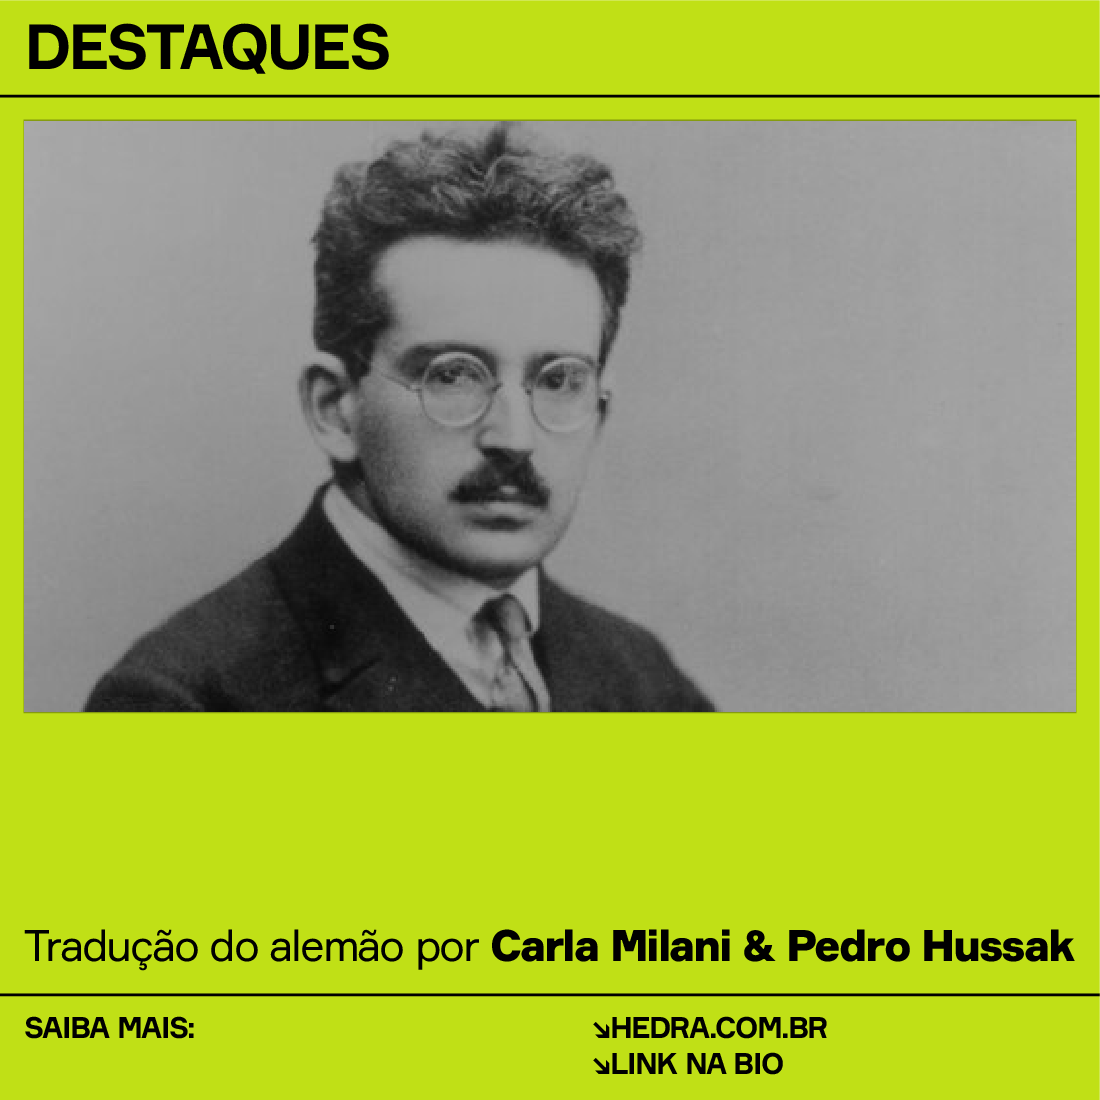 DESTAQUES
Tradução do alemão por Carla Milani & Pedro Hussak
SAIBA MAIS:
↘HEDRA.COM.BR
↘LINK NA BIO